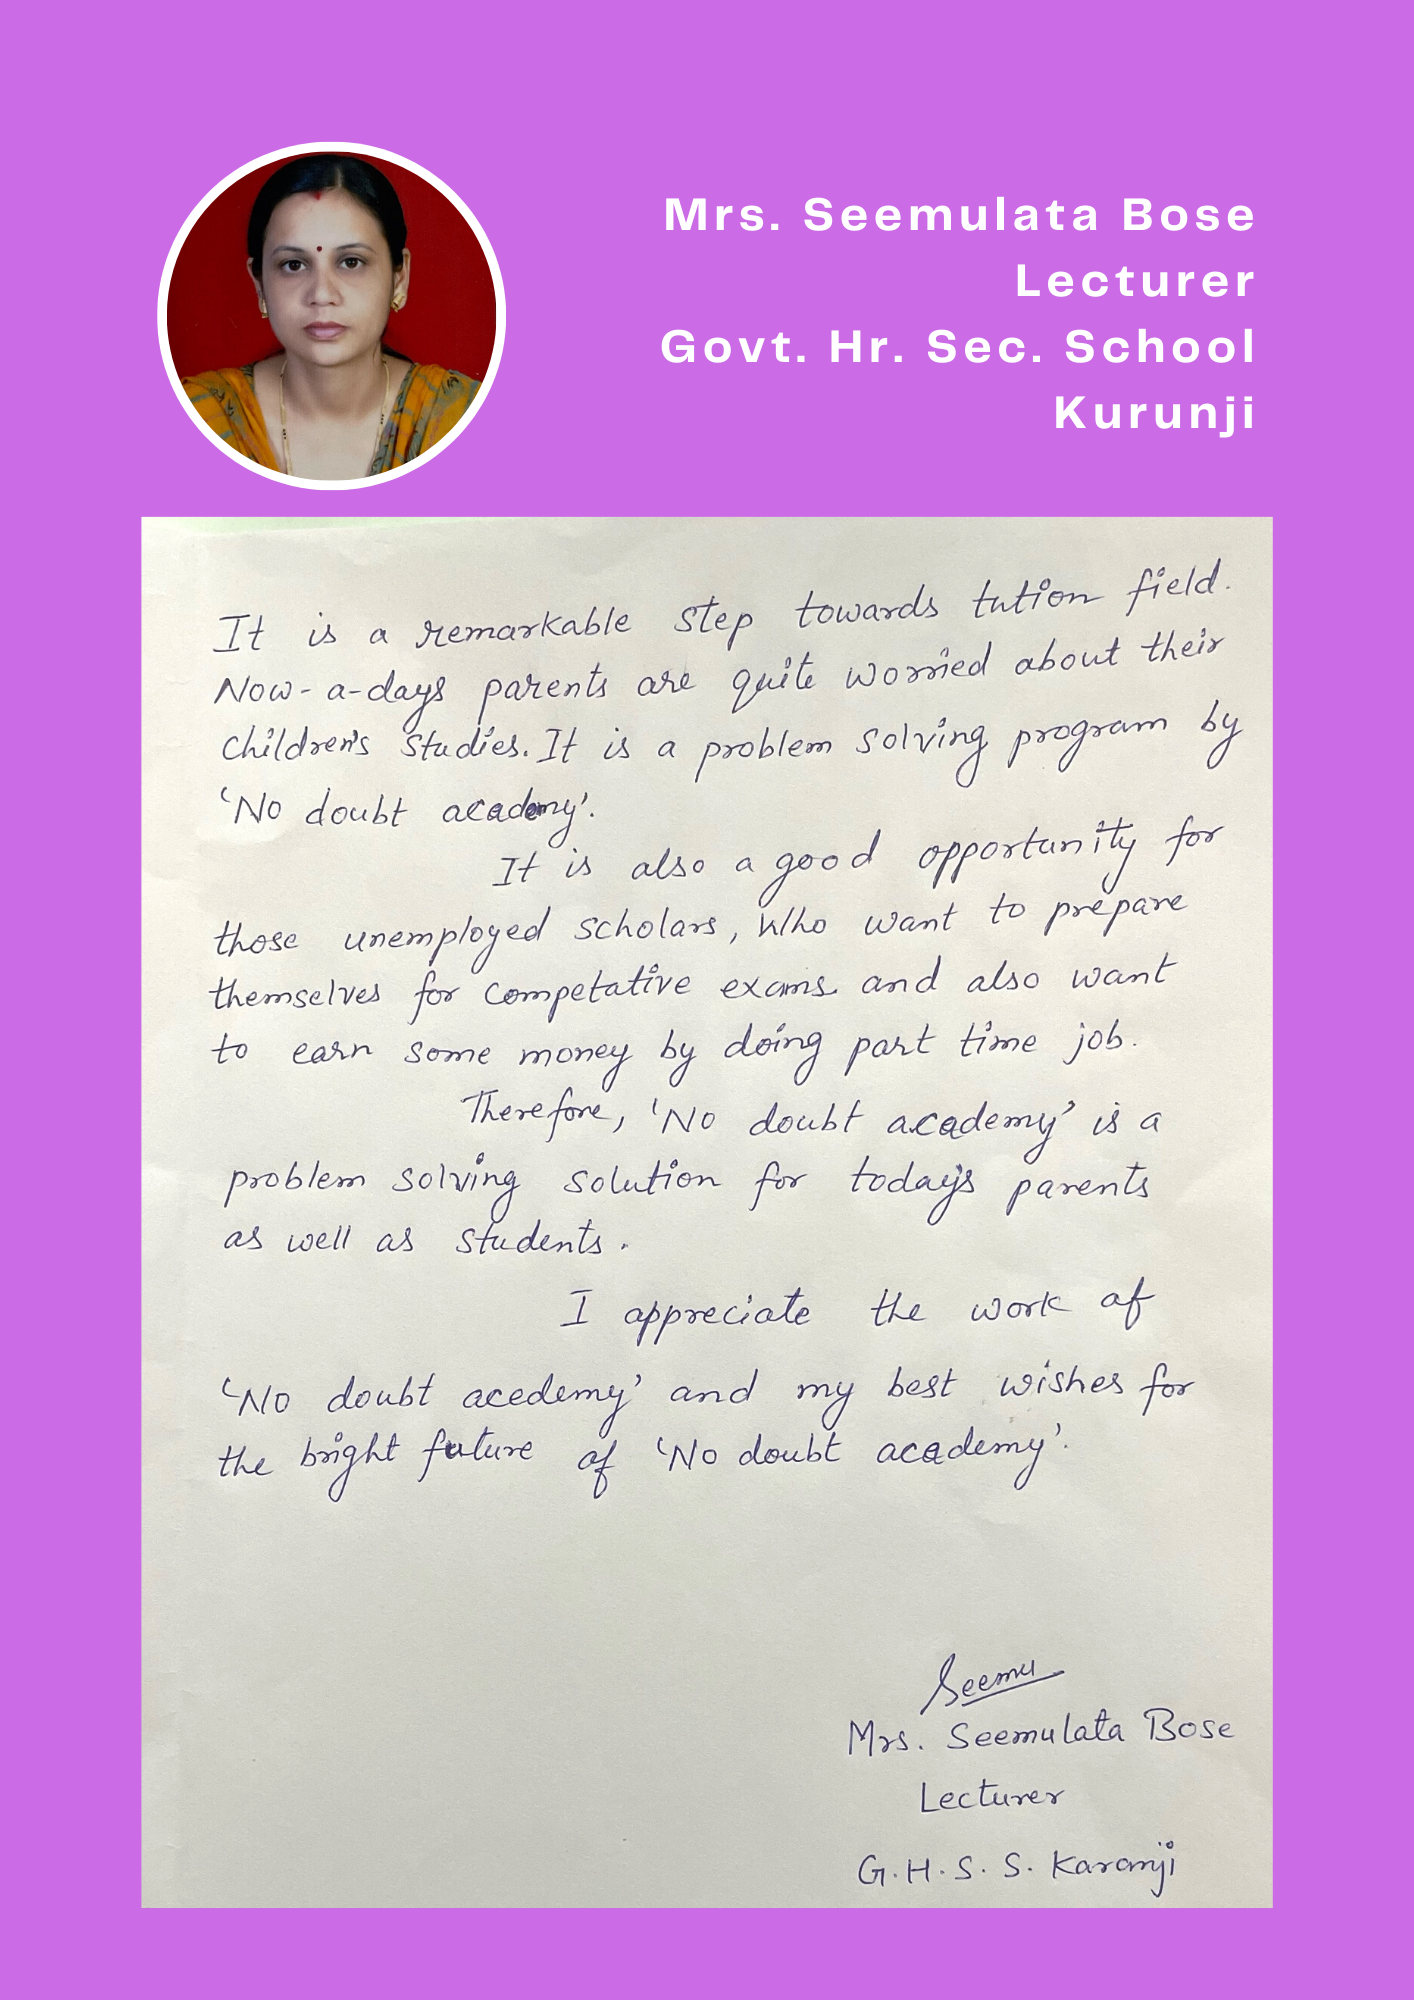 Mrs. Seemulata Bose
Lecturer
Govt. Hr. Sec. School
Kurunji
It is a remarkable step towards tution field.
Now-a-days parents are quite worried about their
children's studies. It is a problem solving program by
'No doubt academy'.
It is also a good opportunity for
those unemployed scholars, who want to prepare
themselves for competative exams and also want
to earn some money by doing part time job.
Therefore, 'No doubt academy' is a
problem solving solution for today's parents
as well as students.
I appreciate the work of
'No doubt acedemy' and my best wishes for
the bright future of 'No doubt academy'.
Seemu
Mrs. Seemulata Bose
Lecturer
G.H.S.S. Karanji